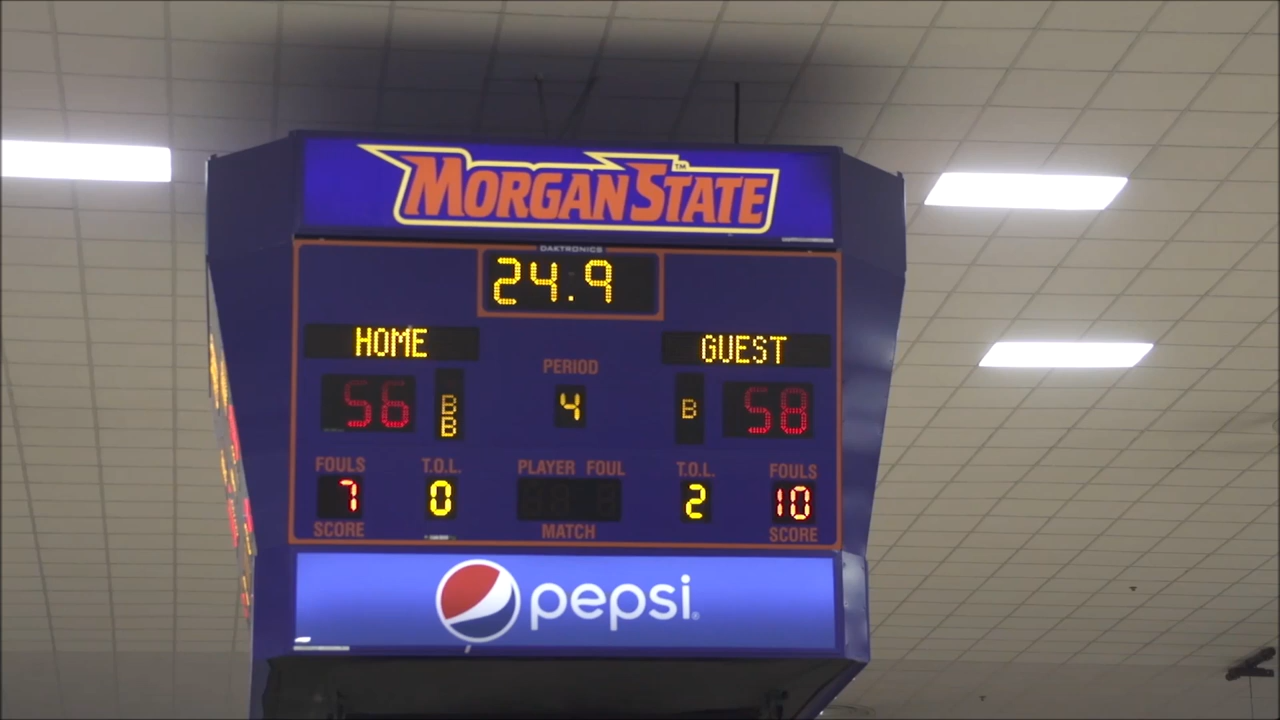 MORGAN STATE™
DAKTRONICS
24.9
HOME GUEST
PERIOD
56 B B 4 B 58
FOULS T.O.L. PLAYER FOUL T.O.L. FOULS
7 0 2 10
SCORE MATCH SCORE
pepsi®